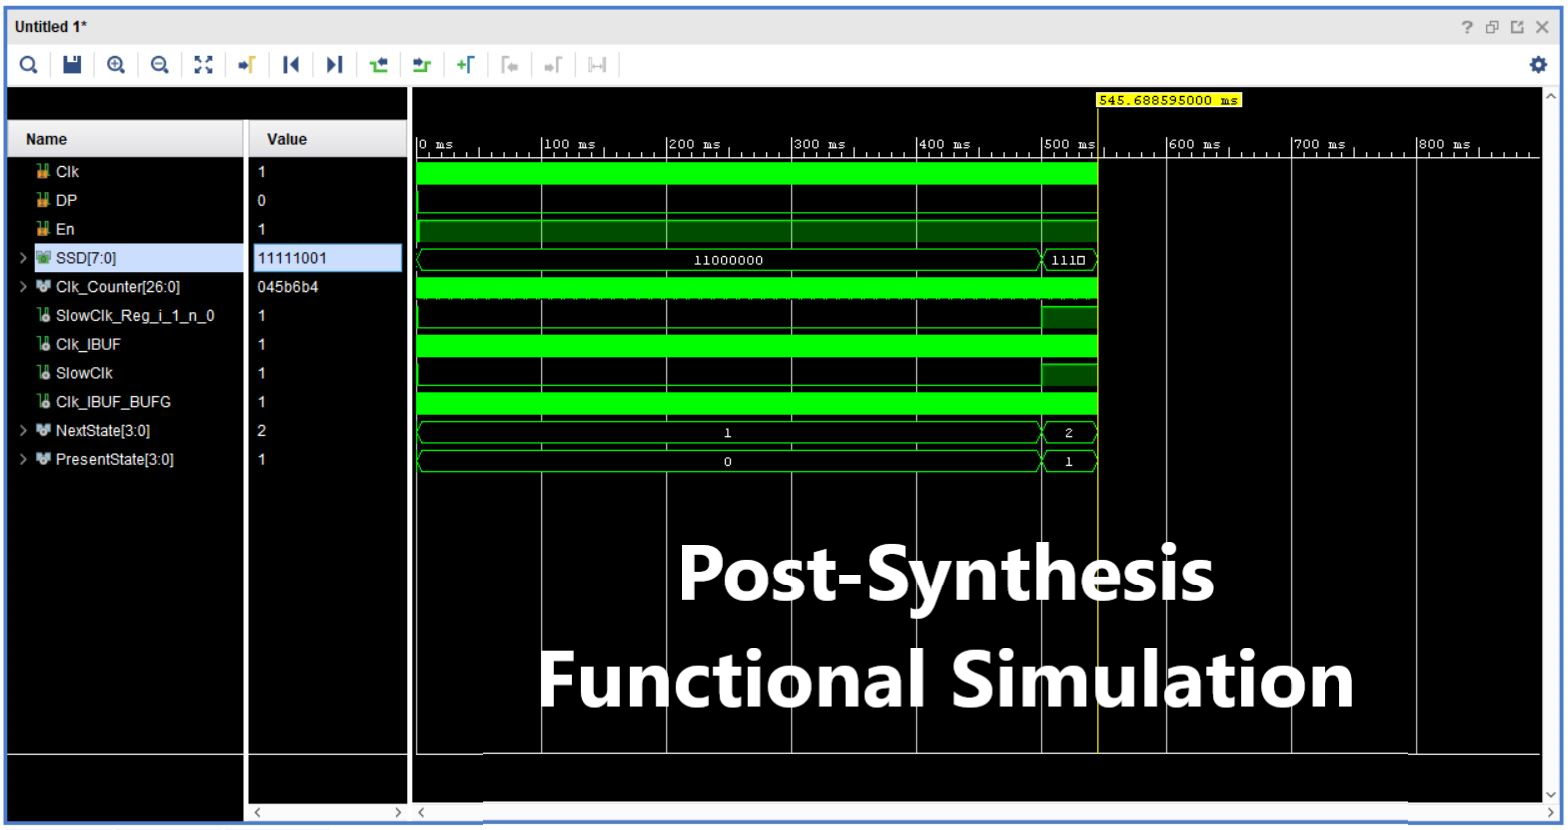 Untitled 1*
545.688595000 ms
Name Value
0 ms 100 ms 200 ms 300 ms 400 ms 500 ms 600 ms 700 ms 800 ms
Clk 1
DP 0
En 1
SSD[7:0] 11111001 11000000 111
Clk_Counter[26:0] 045b6b4
SlowClk_Reg_i_1_n_0 1
Clk_IBUF 1
SlowClk 1
Clk_IBUF_BUFG 1
NextState[3:0] 2 1 2
PresentState[3:0] 1 0 1
Post-Synthesis
Functional Simulation